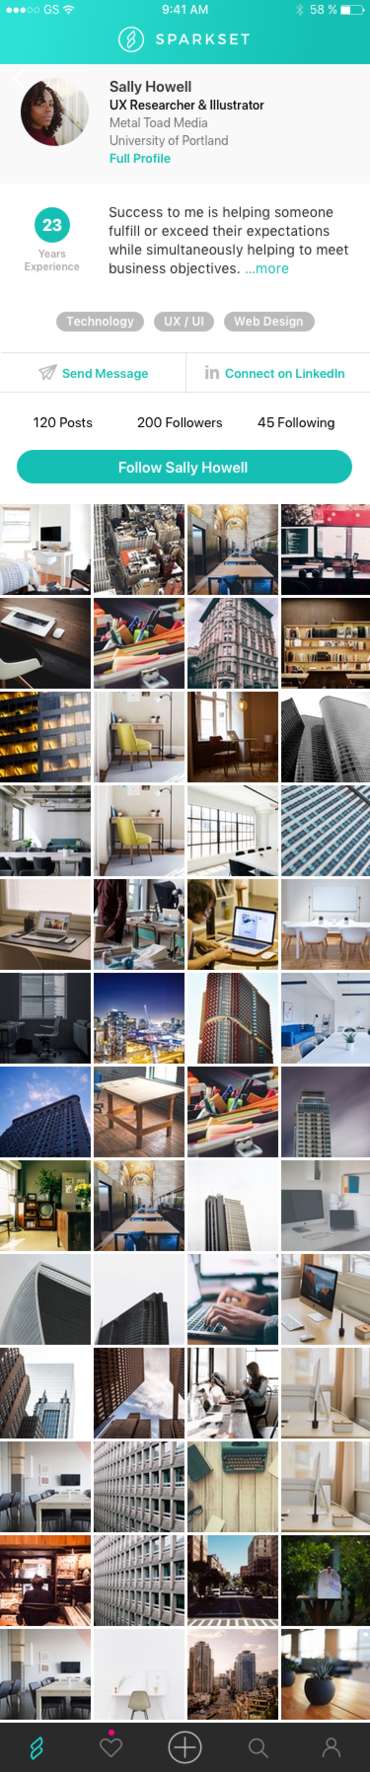 GS 9:41 AM 58 %
SPARKSET
Sally Howell
UX Researcher & Illustrator
Metal Toad Media
University of Portland
Full Profile
23
Years
Experience
Success to me is helping someone
fulfill or exceed their expectations
while simultaneously helping to meet
business objectives. ...more
Technology UX / UI Web Design
Send Message in Connect on LinkedIn
120 Posts 200 Followers 45 Following
Follow Sally Howell